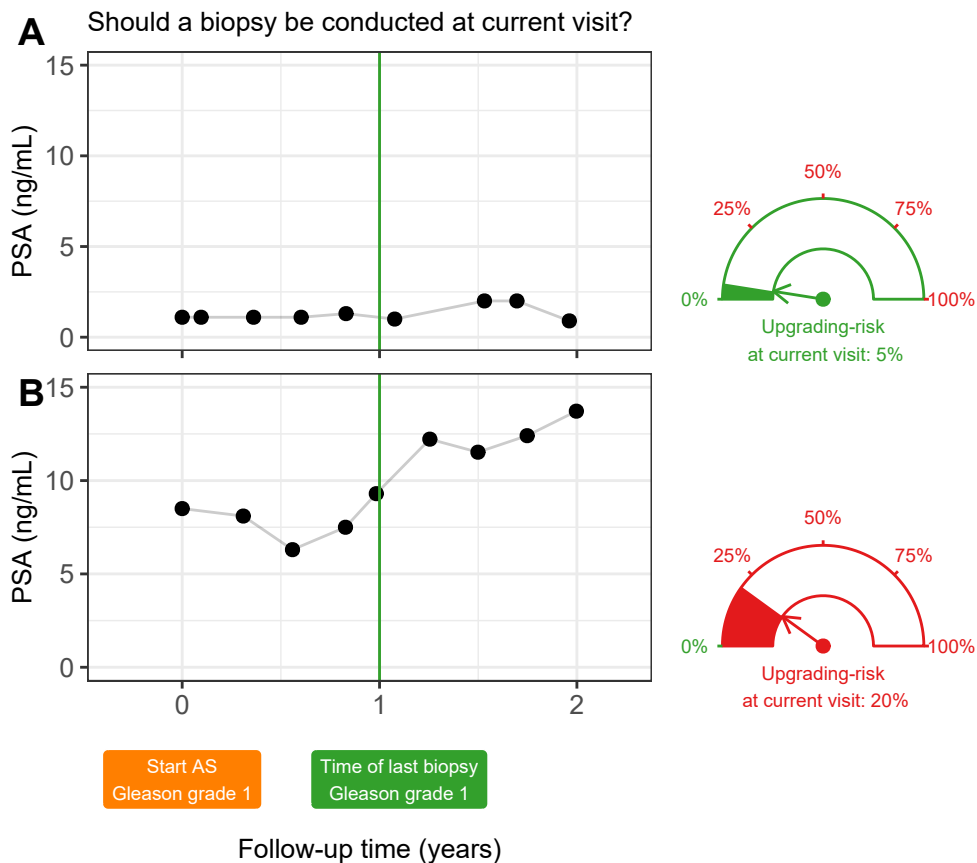 A
Should a biopsy be conducted at current visit?
PSA (ng/mL)
15
10
5
0
50%
25%
75%
0%
100%
Upgrading-risk
at current visit: 5%
B
PSA (ng/mL)
15
10
5
0
50%
25%
75%
0%
100%
Upgrading-risk
at current visit: 20%
0
1
2
Start AS
Gleason grade 1
Time of last biopsy
Gleason grade 1
Follow-up time (years)